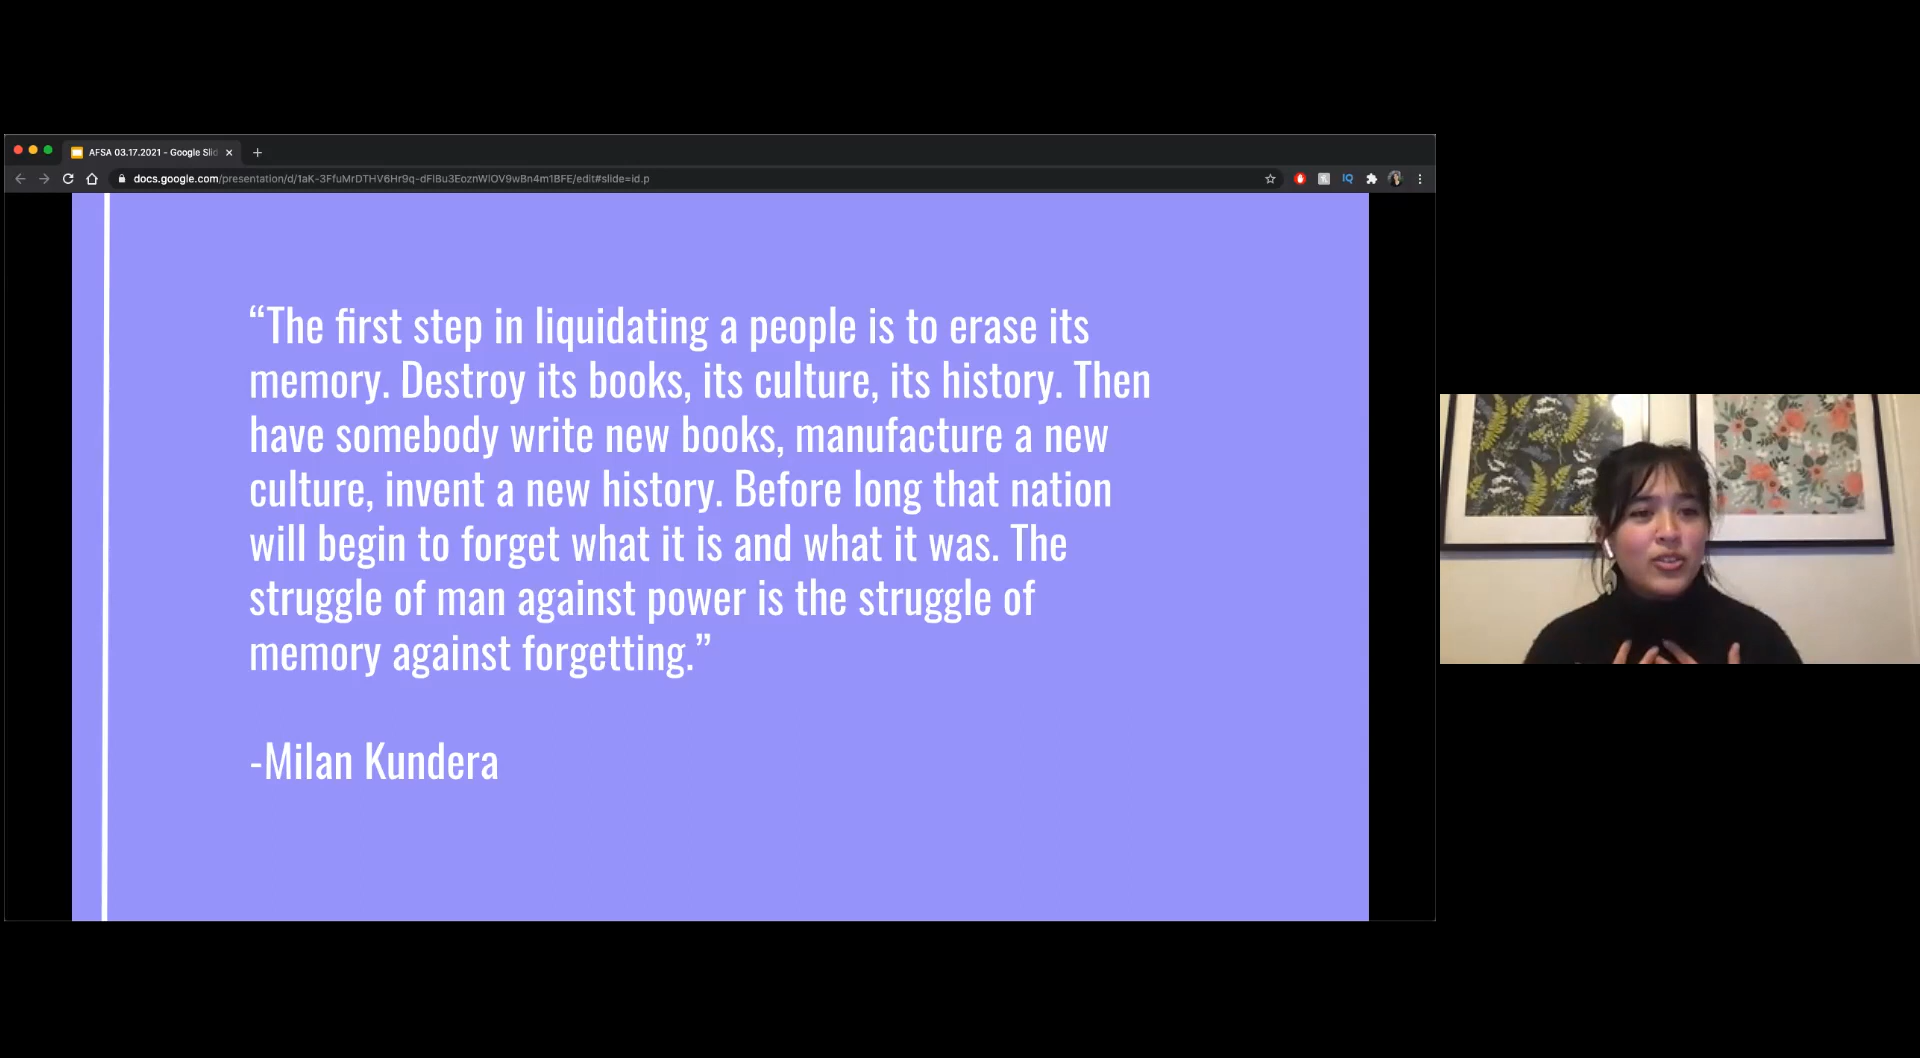 AFSA 03.17.2021 - Google Slid
docs.google.com/presentation/d/1aK-3FfuMrDTHV6Hr9q-dFlBu3EoznWlOV9wBn4m1BFE/edit#slide=id.p
IQ
“The first step in liquidating a people is to erase its
memory. Destroy its books, its culture, its history. Then
have somebody write new books, manufacture a new
culture, invent a new history. Before long that nation
will begin to forget what it is and what it was. The
struggle of man against power is the struggle of
memory against forgetting.”
-Milan Kundera